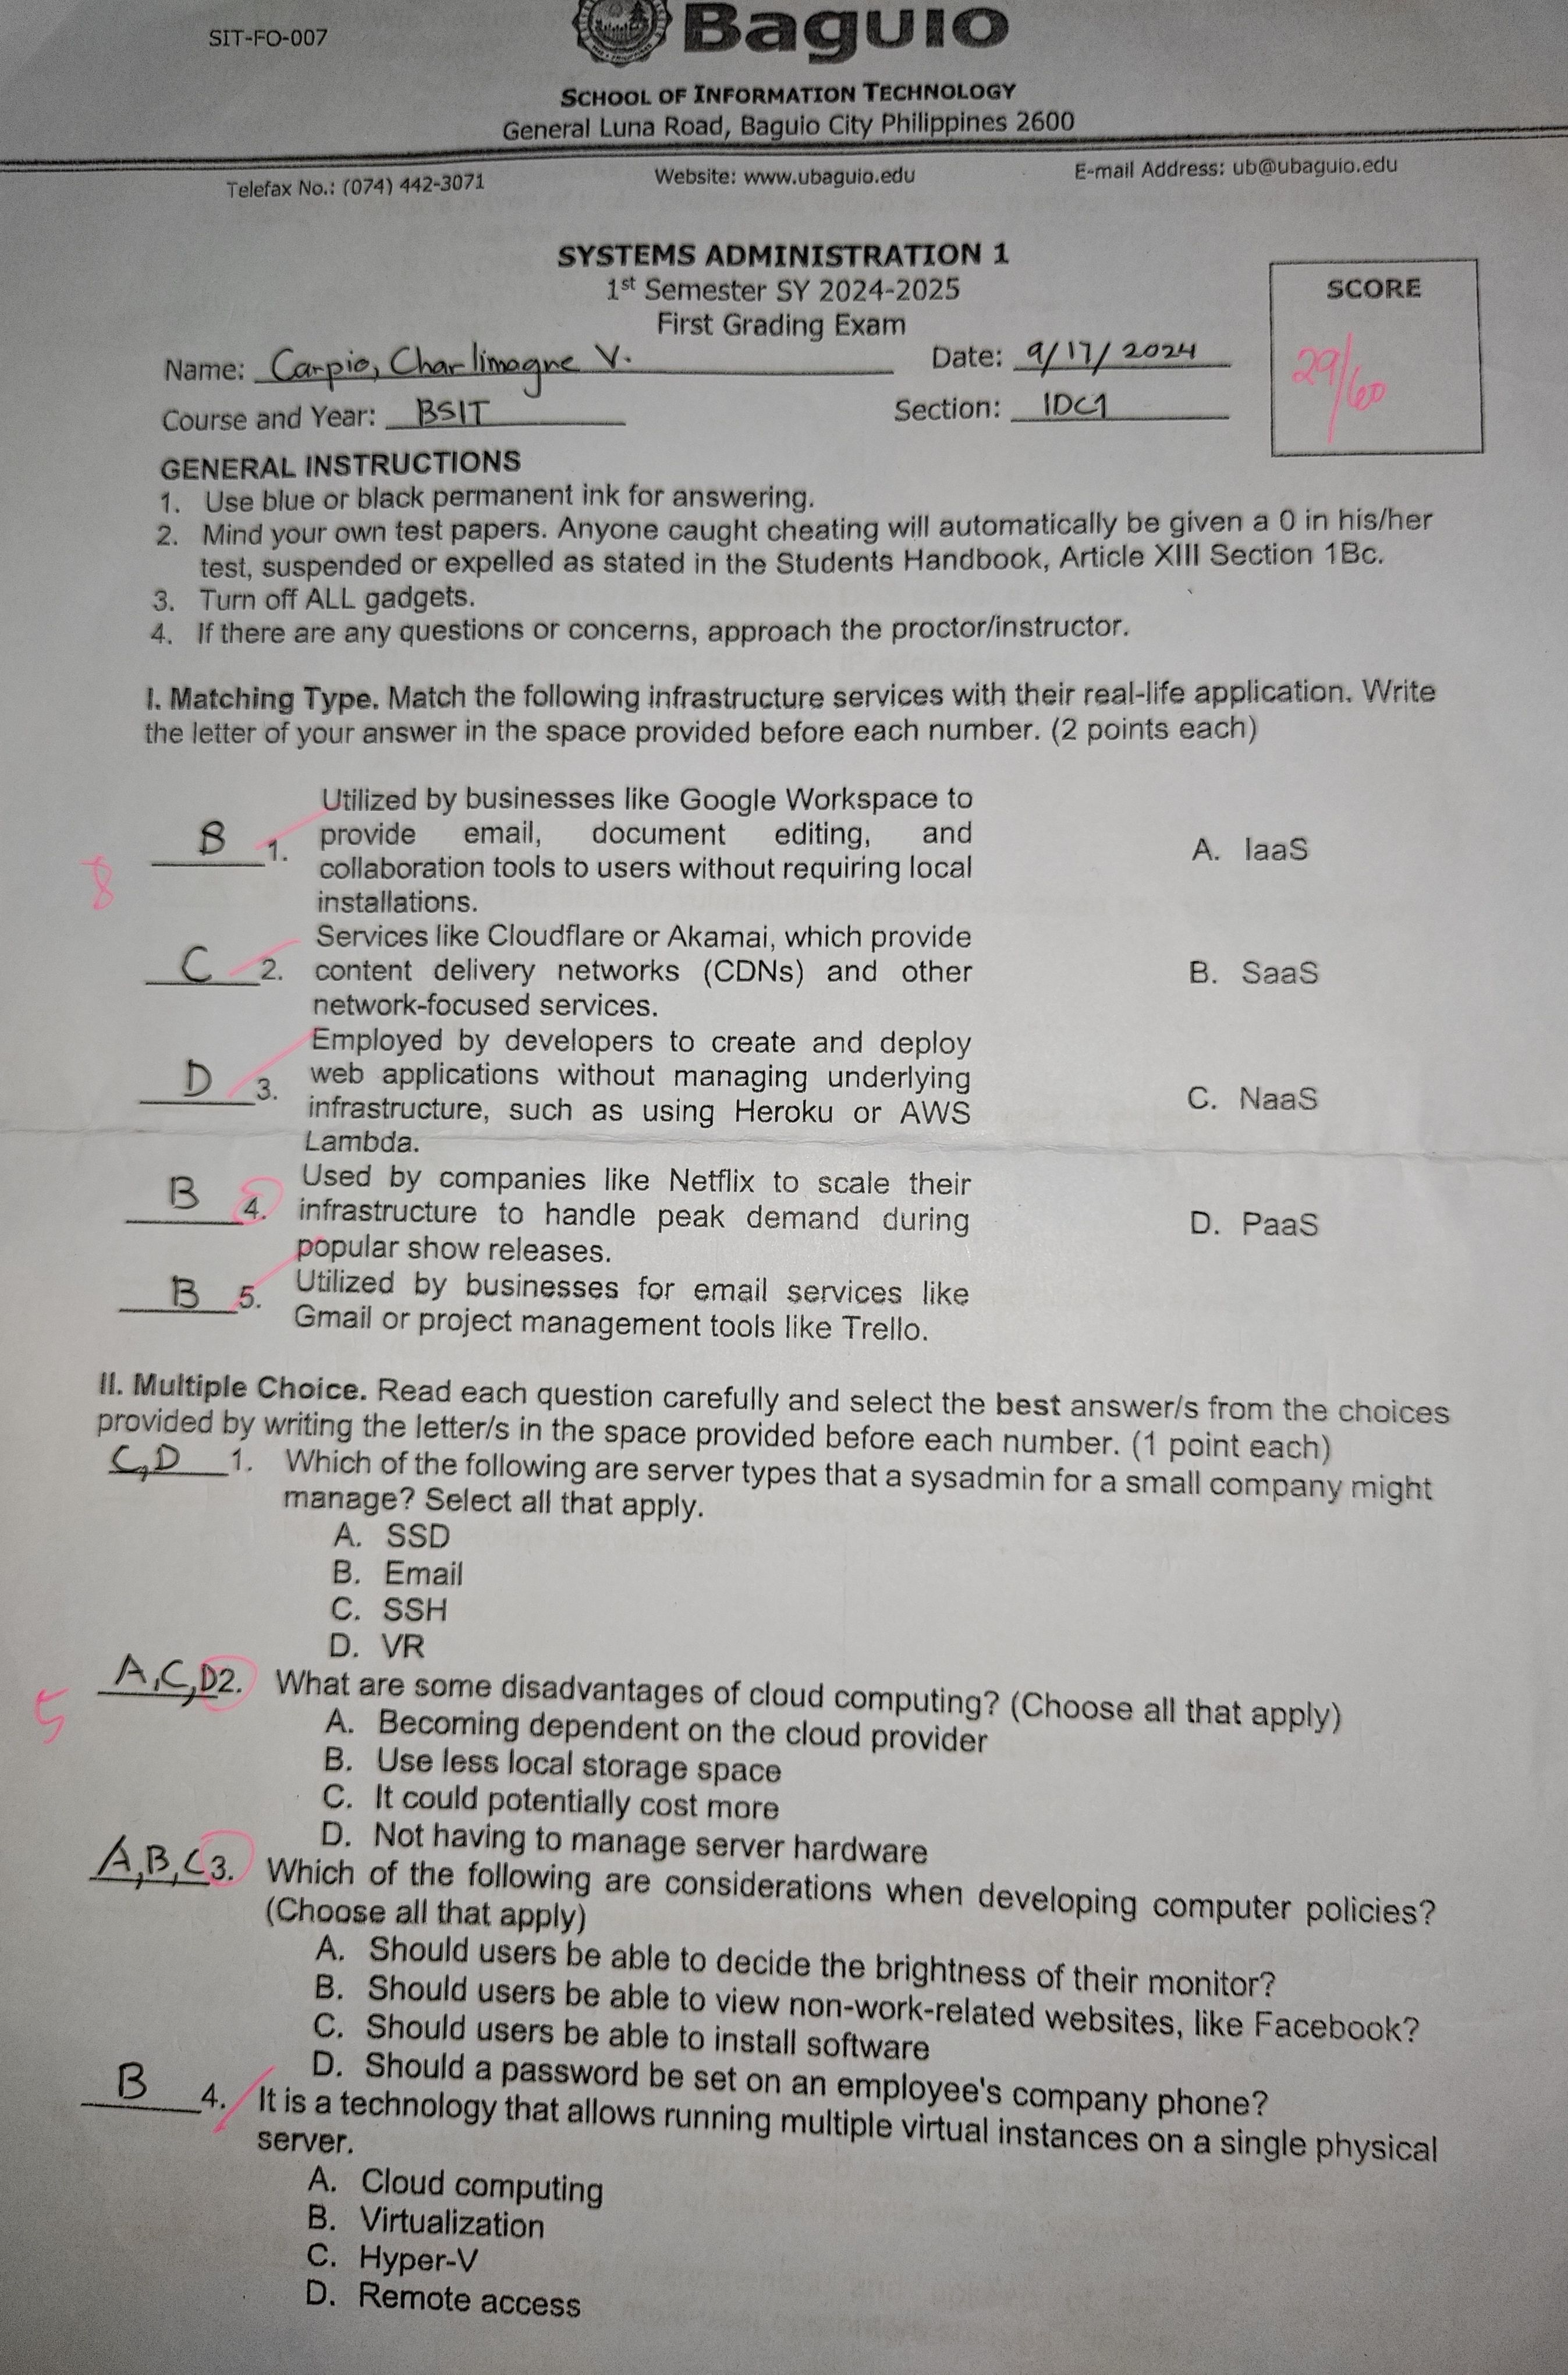 SIT-FO-007
Baguio
SCHOOL OF INFORMATION TECHNOLOGY
General Luna Road, Baguio City Philippines 2600
Telefax No.: (074) 442-3071 Website: www.ubaguio.edu E-mail Address: ub@ubaguio.edu
SYSTEMS ADMINISTRATION 1
1st Semester SY 2024-2025
First Grading Exam
SCORE
29/60
Name: Carpio, Charlimagne V. Date: 9/17/2024
Course and Year: BSIT Section: IDC1
GENERAL INSTRUCTIONS
1. Use blue or black permanent ink for answering.
2. Mind your own test papers. Anyone caught cheating will automatically be given a 0 in his/her
test, suspended or expelled as stated in the Students Handbook, Article XIII Section 1Bc.
3. Turn off ALL gadgets.
4. If there are any questions or concerns, approach the proctor/instructor.
I. Matching Type. Match the following infrastructure services with their real-life application. Write
the letter of your answer in the space provided before each number. (2 points each)
8
Utilized by businesses like Google Workspace to
B 1. provide email, document editing, and A. IaaS
collaboration tools to users without requiring local
installations.
Services like Cloudflare or Akamai, which provide
C 2. content delivery networks (CDNs) and other B. SaaS
network-focused services.
Employed by developers to create and deploy
D 3. web applications without managing underlying C. NaaS
infrastructure, such as using Heroku or AWS
Lambda.
Used by companies like Netflix to scale their
B 4. infrastructure to handle peak demand during D. PaaS
popular show releases.
B 5. Utilized by businesses for email services like
Gmail or project management tools like Trello.
II. Multiple Choice. Read each question carefully and select the best answer/s from the choices
provided by writing the letter/s in the space provided before each number. (1 point each)
C,D 1. Which of the following are server types that a sysadmin for a small company might
manage? Select all that apply.
A. SSD
B. Email
C. SSH
D. VR
5
A,C,D 2. What are some disadvantages of cloud computing? (Choose all that apply)
A. Becoming dependent on the cloud provider
B. Use less local storage space
C. It could potentially cost more
D. Not having to manage server hardware
A,B,C 3. Which of the following are considerations when developing computer policies?
(Choose all that apply)
A. Should users be able to decide the brightness of their monitor?
B. Should users be able to view non-work-related websites, like Facebook?
C. Should users be able to install software
D. Should a password be set on an employee's company phone?
B 4. It is a technology that allows running multiple virtual instances on a single physical
server.
A. Cloud computing
B. Virtualization
C. Hyper-V
D. Remote access